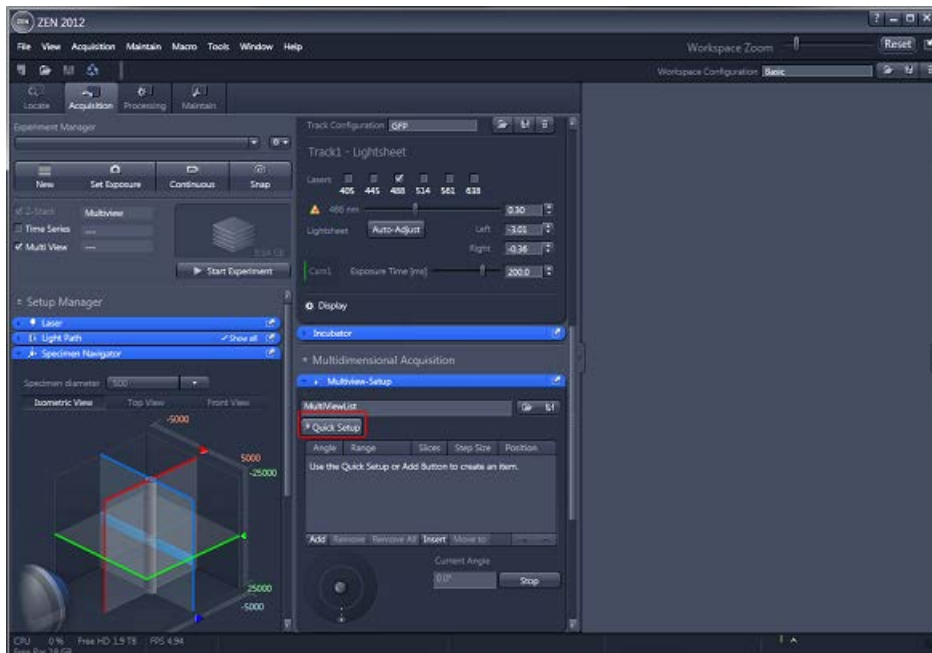 ZEN 2012
File View Acquisition Maintain Macro Tools Window Help
Workspace Zoom Reset
Workspace Configuration Basic
Locate Acquisition Processing Maintain
Experiment Manager
New Set Exposure Continuous Snap
Z-Stack Multiview
Time Series ---
Multi View ---
Start Experiment
Setup Manager
Laser
Light Path Show all
Specimen Navigator
Specimen diameter 500
Isometric View Top View Front View
-5000
5000
-25000
25000
-5000
CPU 0 % Free HD 1.9 TB FPS 4.94
Track Configuration GFP
Track1 - Lightsheet
Lasers
405 445 488 514 561 638
488 nm 0.30
Lightsheet Auto-Adjust Left -3.01
Right -0.36
Cam1 Exposure Time [ms] 200.0
Display
Incubator
Multidimensional Acquisition
Multiview-Setup
MultiViewList
Quick Setup
Angle Range Slices Step Size Position
Use the Quick Setup or Add Button to create an item.
Add Remove Remove All Insert Move to
Current Angle
0.0° Stop